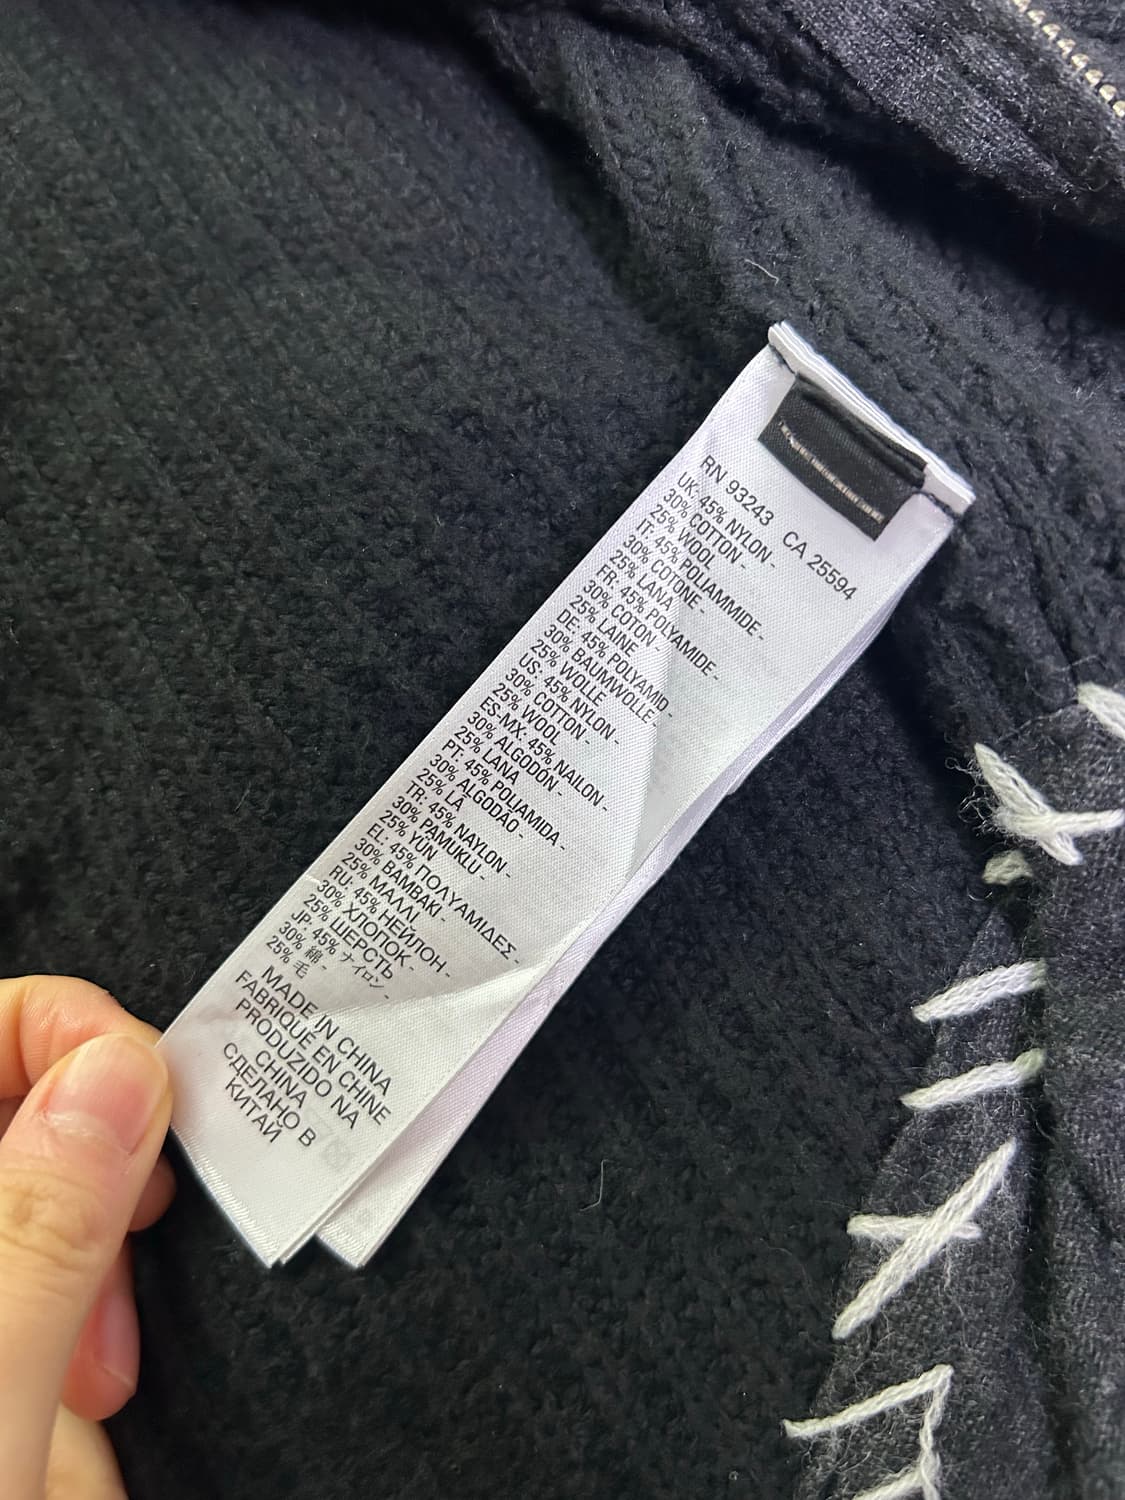 RN 93243 CA 25594
UK: 45% NYLON -
30% COTTON -
25% WOOL
IT: 45% POLIAMMIDE -
30% COTONE -
25% LANA
FR: 45% POLYAMIDE -
30% COTON -
25% LAINE
DE: 45% POLYAMID -
30% BAUMWOLLE -
25% WOLLE
US: 45% NYLON -
30% COTTON -
25% WOOL
ES-MX: 45% NAILON -
30% ALGODÓN -
25% LANA
PT: 45% POLIAMIDA -
30% ALGODAO -
25% LÃ
TR: 45% NAYLON -
30% PAMUKLU -
25% YÜN
EL: 45% ΠΟΛΥΑΜΙΔΕΣ -
30% ΒΑΜΒΑΚΙ -
25% ΜΑΛΛΙ
RU: 45% НЕЙЛОН -
30% ХЛОПОК -
25% ШЕРСТЬ
JP: 45% ナイロン -
30% 綿 -
25% 毛
MADE IN CHINA
FABRIQUÉ EN CHINE
PRODUZIDO NA
CHINA
СДЕЛАНО В
КИТАЙ